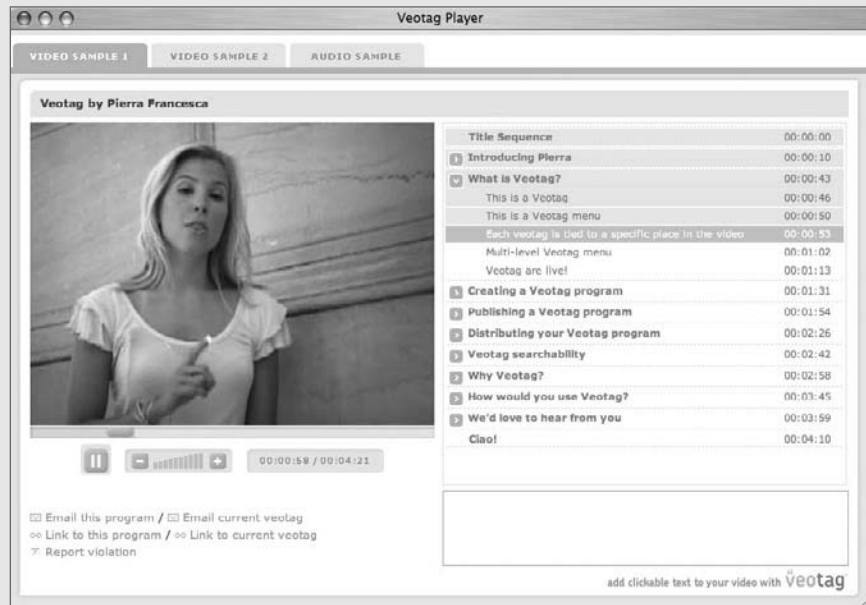 Veotag Player
VIDEO SAMPLE 1
VIDEO SAMPLE 2
AUDIO SAMPLE
Veotag by Pierra Francesca
Title Sequence 00:00:00
Introducing Pierra 00:00:10
What is Veotag? 00:00:43
This is a Veotag 00:00:46
This is a Veotag menu 00:00:50
Each veotag is tied to a specific place in the video 00:00:53
Multi-level Veotag menu 00:01:02
Veotag are live! 00:01:13
Creating a Veotag program 00:01:31
Publishing a Veotag program 00:01:54
Distributing your Veotag program 00:02:26
Veotag searchability 00:02:42
Why Veotag? 00:02:58
How would you use Veotag? 00:03:45
We'd love to hear from you 00:03:59
Ciao! 00:04:10
00:00:58 / 00:04:21
Email this program / Email current veotag
Link to this program / Link to current veotag
Report violation
add clickable text to your video with veotag